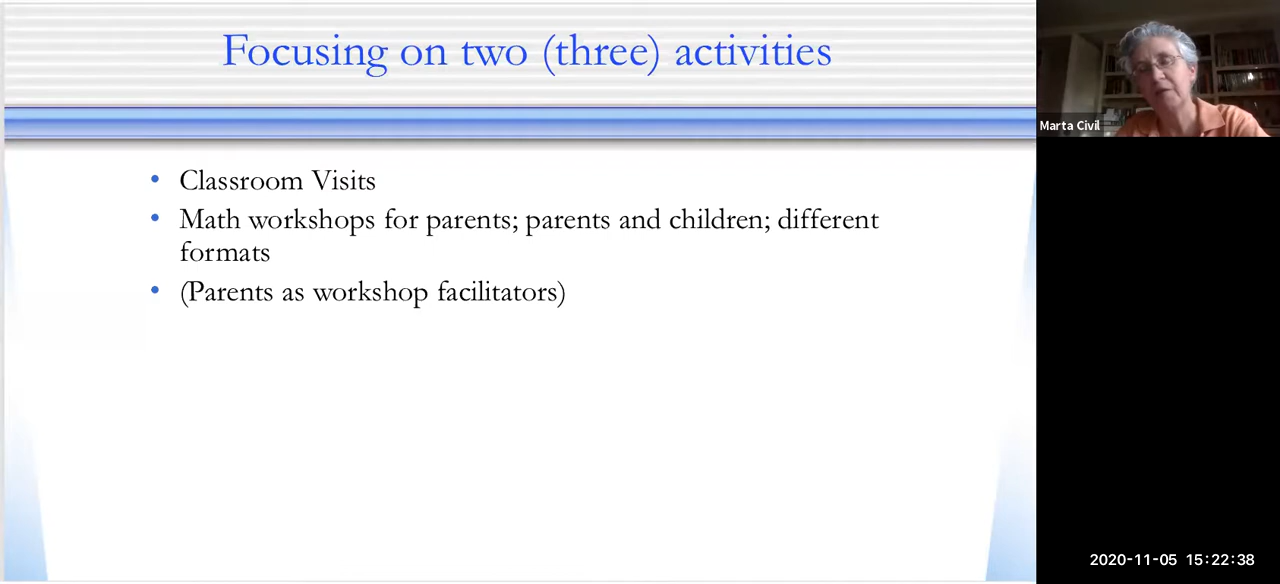 Focusing on two (three) activities
• Classroom Visits
• Math workshops for parents; parents and children; different
formats
• (Parents as workshop facilitators)
Marta Civil
2020-11-05 15:22:38